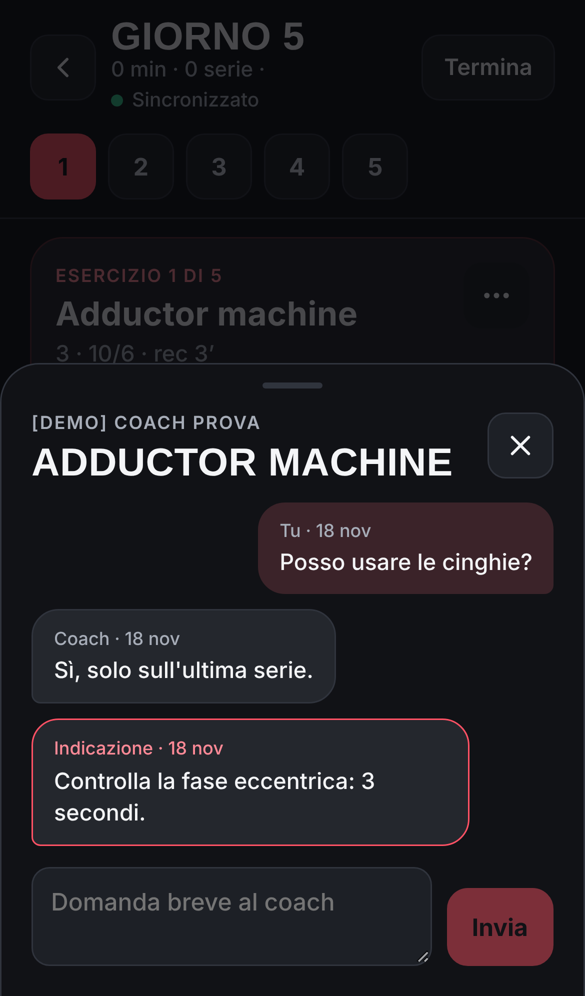 GIORNO 5
0 min · 0 serie ·
Sincronizzato
Termina
1 2 3 4 5
ESERCIZIO 1 DI 5
Adductor machine
3 · 10/6 · rec 3’
[DEMO] COACH PROVA
ADDUCTOR MACHINE
Tu · 18 nov
Posso usare le cinghie?
Coach · 18 nov
Sì, solo sull'ultima serie.
Indicazione · 18 nov
Controlla la fase eccentrica: 3
secondi.
Domanda breve al coach
Invia